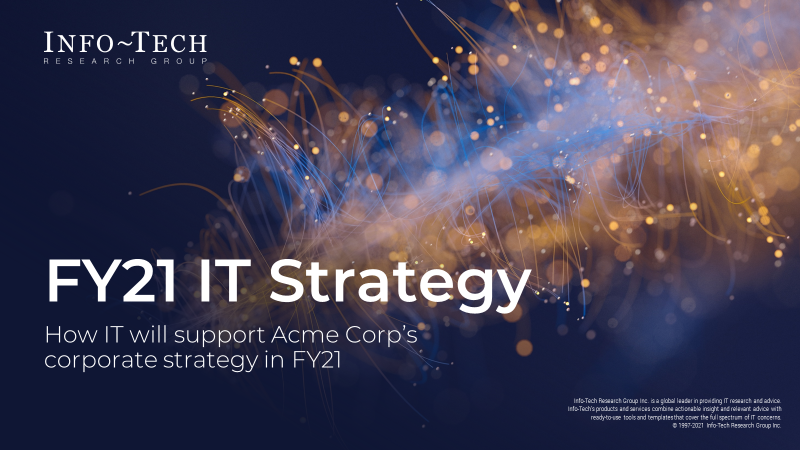 INFO~TECH
RESEARCH GROUP
FY21 IT Strategy
How IT will support Acme Corp's
corporate strategy in FY21
Info-Tech Research Group Inc. is a global leader in providing IT research and advice.
Info-Tech's products and services combine actionable insight and relevant advice with
ready-to-use tools and templates that cover the full spectrum of IT concerns.
© 1997-2021 Info-Tech Research Group Inc.